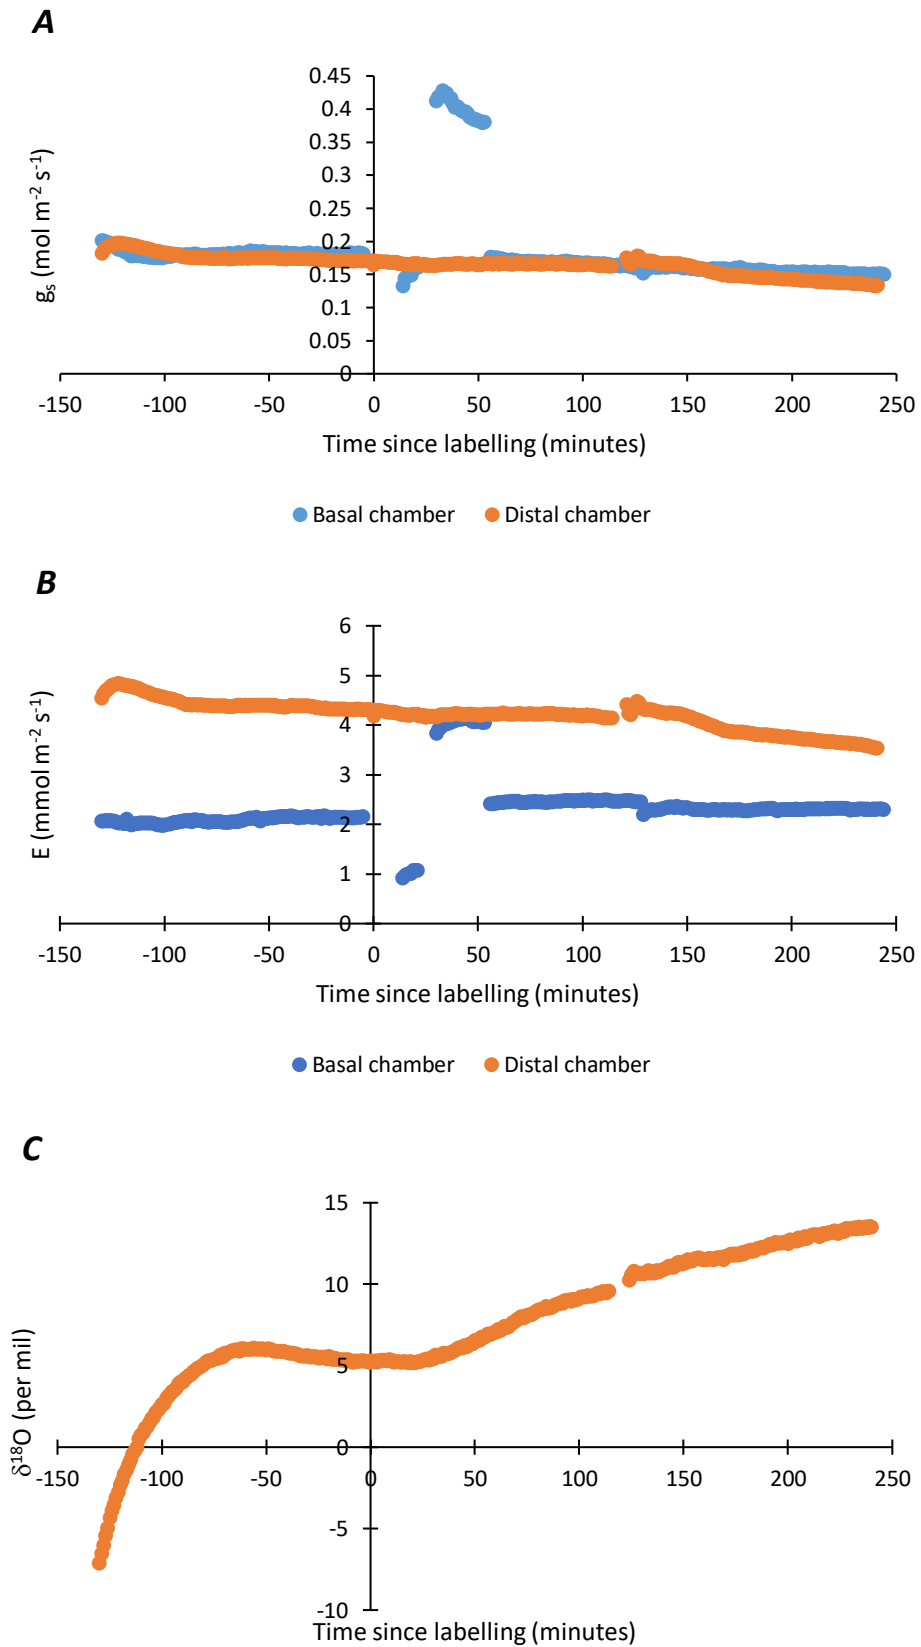 A
0.45
0.4
0.35
0.3
0.25
0.2
0.15
0.1
0.05
0
gs (mol m-2 s-1)
-150 -100 -50 0 50 100 150 200 250
Time since labelling (minutes)
Basal chamber Distal chamber
B
6
5
4
3
2
1
0
E (mmol m-2 s-1)
-150 -100 -50 0 50 100 150 200 250
Time since labelling (minutes)
Basal chamber Distal chamber
C
15
10
5
0
-5
-10
δ18O (per mil)
-150 -100 -50 0 50 100 150 200 250
Time since labelling (minutes)